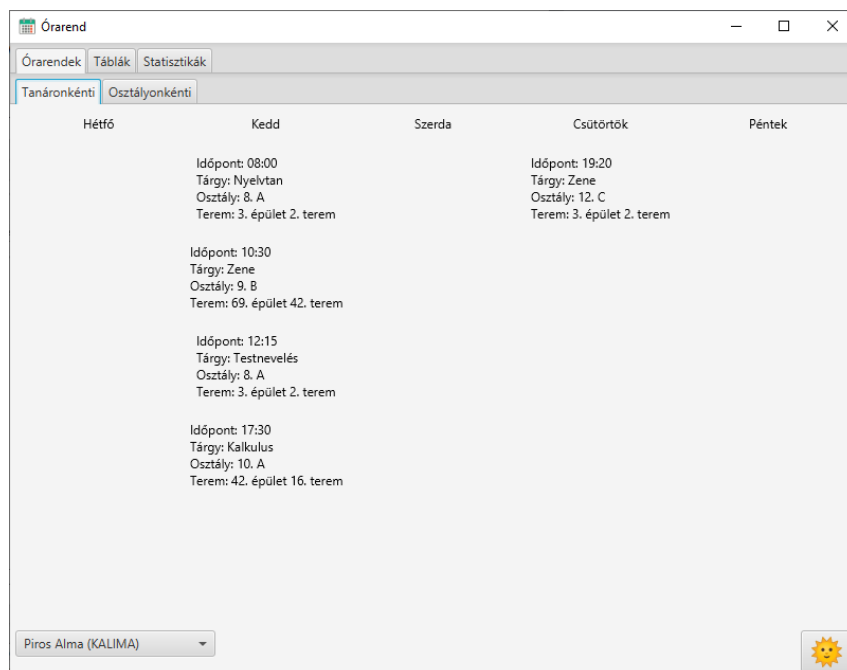 Órarend
Órarendek Táblák Statisztikák
Tanáronkénti Osztályonkénti
Hétfő Kedd Szerda Csütörtök Péntek
Időpont: 08:00
Tárgy: Nyelvtan
Osztály: 8. A
Terem: 3. épület 2. terem
Időpont: 10:30
Tárgy: Zene
Osztály: 9. B
Terem: 69. épület 42. terem
Időpont: 12:15
Tárgy: Testnevelés
Osztály: 8. A
Terem: 3. épület 2. terem
Időpont: 17:30
Tárgy: Kalkulus
Osztály: 10. A
Terem: 42. épület 16. terem
Időpont: 19:20
Tárgy: Zene
Osztály: 12. C
Terem: 3. épület 2. terem
Piros Alma (KALIMA)